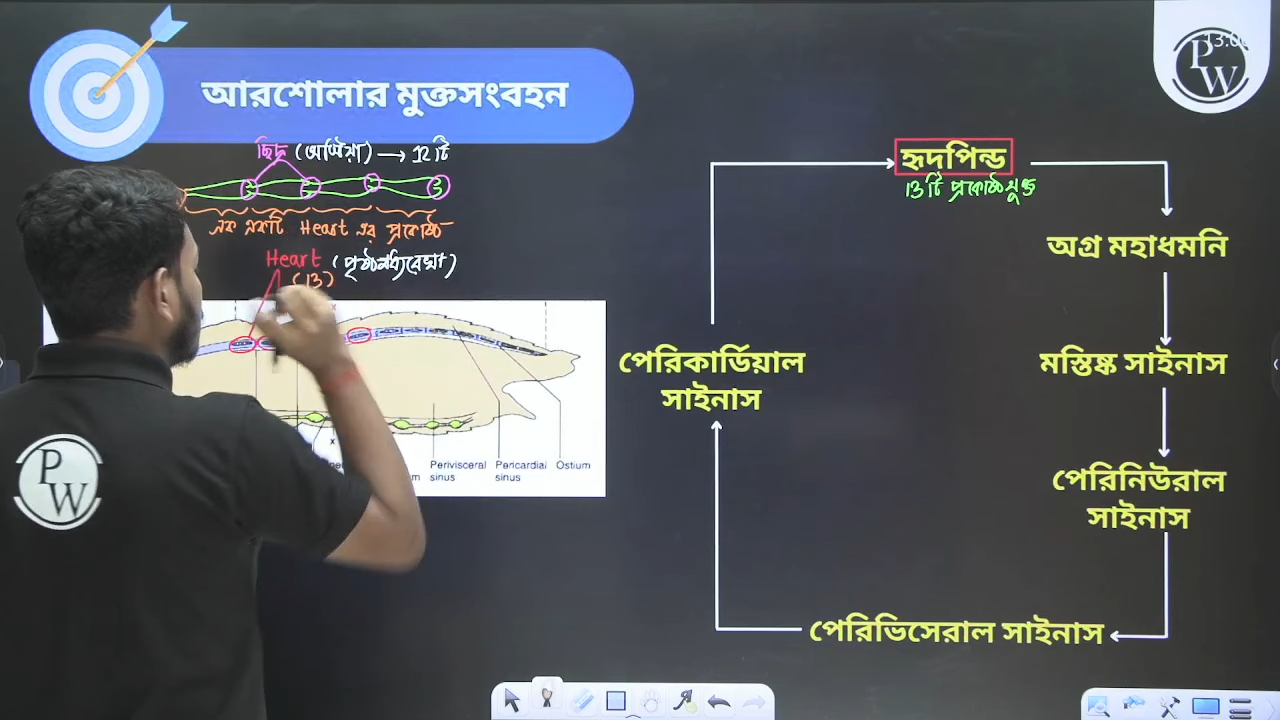 আরশোলার মুক্তসংবহন
ছিদ্র (অস্টিয়া) → 12টি
এক একটি Heart এর প্রকোষ্ঠ
Heart (পৃষ্ঠমধ্যরেখা)
(13)
Perivisceral sinus
Pericardial sinus
Ostium
হৃদপিন্ড
13টি প্রকোষ্ঠযুক্ত
অগ্র মহাধমনি
মস্তিষ্ক সাইনাস
পেরিনিউরাল
সাইনাস
পেরিভিসেরাল সাইনাস
পেরিকার্ডিয়াল
সাইনাস
PW
PW